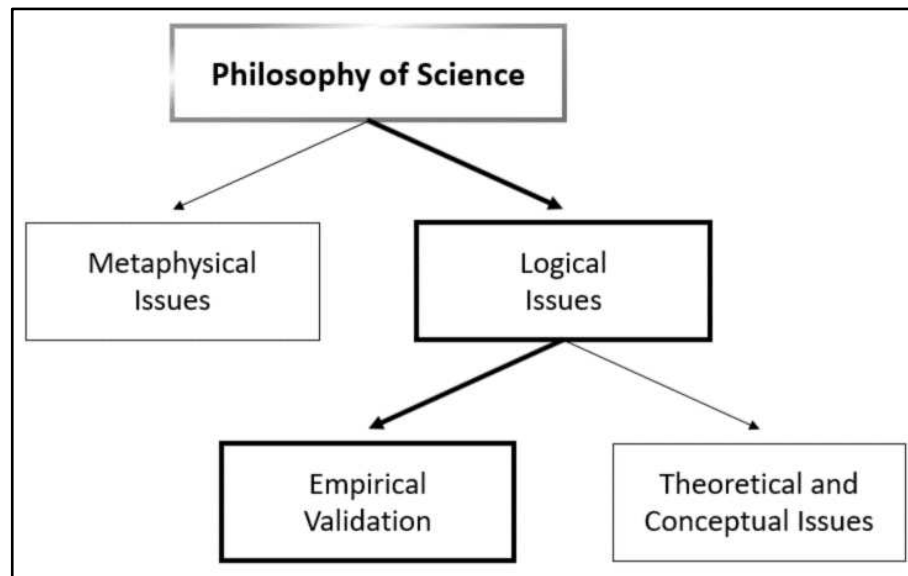 Philosophy of Science
Metaphysical
Issues
Logical
Issues
Empirical
Validation
Theoretical and
Conceptual Issues